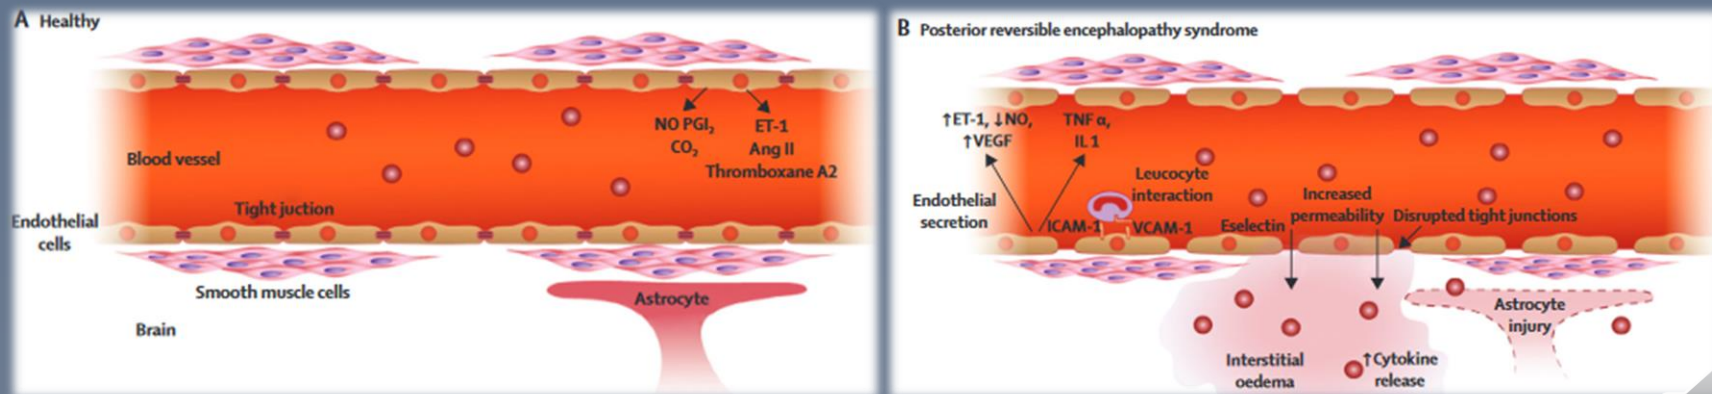 A Healthy
NO PGI₂
CO₂
ET-1
Ang II
Thromboxane A2
Blood vessel
Tight juction
Endothelial
cells
Smooth muscle cells
Astrocyte
Brain
B Posterior reversible encephalopathy syndrome
↑ET-1, ↓NO,
↑VEGF
TNF α,
IL 1
Leucocyte
interaction
Endothelial
secretion
ICAM-1
VCAM-1
Eselectin
Increased
permeability
Disrupted tight junctions
Astrocyte
injury
Interstitial
oedema
↑Cytokine
release